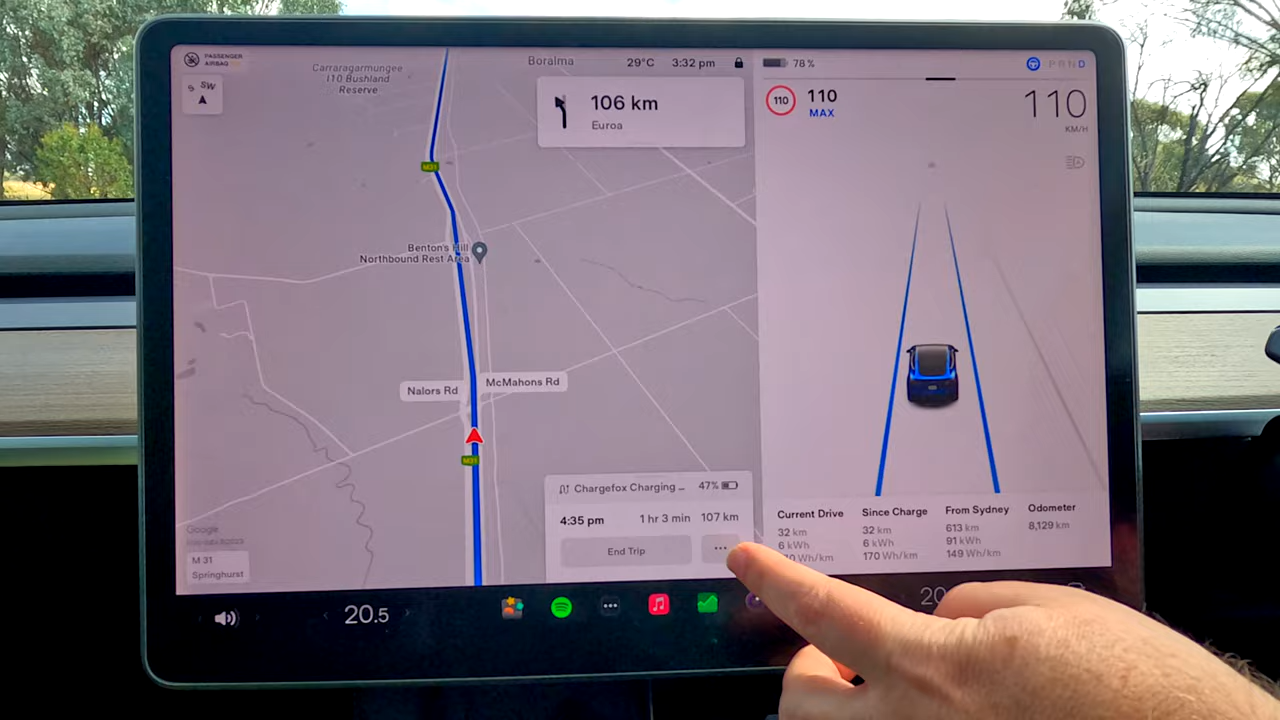 PASSENGER
AIRBAG
SW
Carraragarmungee
I10 Bushland
Reserve
Boralma
29°C
3:32 pm
106 km
Euroa
M31
Benton's Hill
Northbound Rest Area
Nalors Rd
McMahons Rd
M31
Google
M 31
Springhurst
Chargefox Charging ...
47%
4:35 pm
1 hr 3 min
107 km
End Trip
...
78 %
P R N D
110
110
MAX
110
KM/H
Current Drive
32 km
6 kWh
Wh/km
Since Charge
32 km
6 kWh
170 Wh/km
From Sydney
613 km
91 kWh
149 Wh/km
Odometer
8,129 km
20.5
20